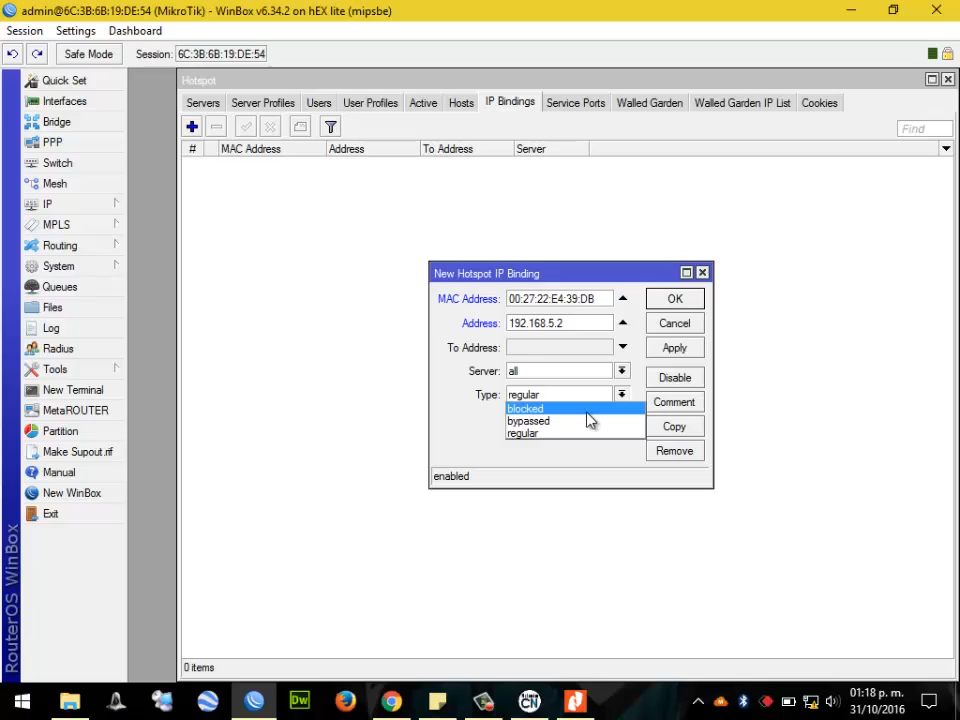 admin@6C:3B:6B:19:DE:54 (MikroTik) - WinBox v6.34.2 on hEX lite (mipsbe)
Session Settings Dashboard
Safe Mode Session: 6C:3B:6B:19:DE:54
Quick Set
Interfaces
Bridge
PPP
Switch
Mesh
IP
MPLS
Routing
System
Queues
Files
Log
Radius
Tools
New Terminal
MetaROUTER
Partition
Make Supout.rif
Manual
New WinBox
Exit
RouterOS WinBox
Hotspot
Servers Server Profiles Users User Profiles Active Hosts IP Bindings Service Ports Walled Garden Walled Garden IP List Cookies
Find
# MAC Address Address To Address Server
New Hotspot IP Binding
MAC Address: 00:27:22:E4:39:DB OK
Address: 192.168.5.2 Cancel
To Address: Apply
Server: all Disable
Type: regular Comment
blocked
bypassed
regular
Copy
Remove
enabled
0 items
Dw
CN
01:18 p. m.
31/10/2016